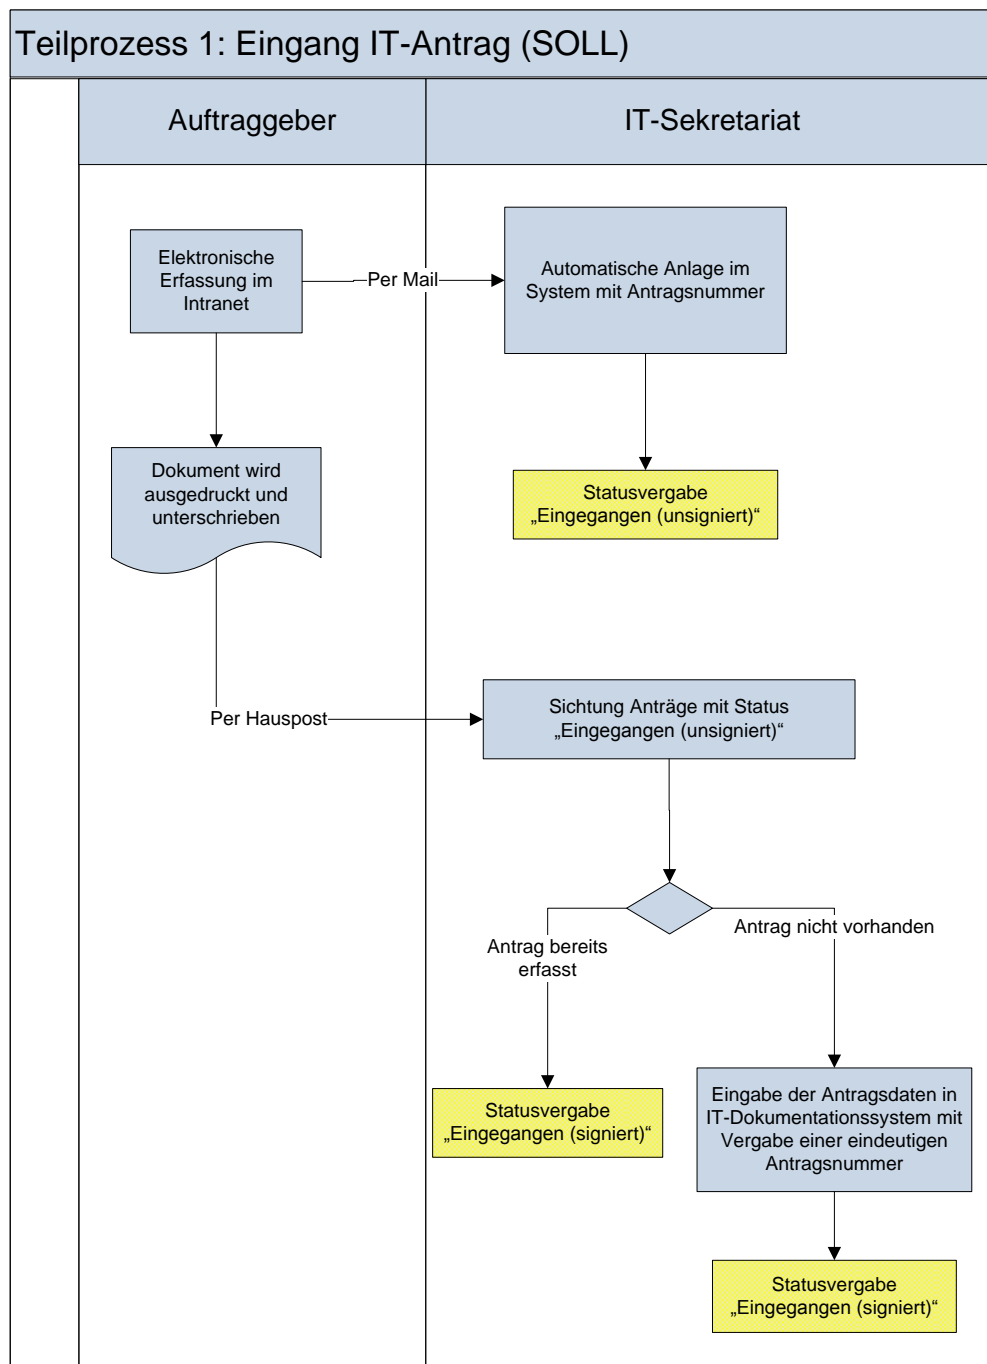 Teilprozess 1: Eingang IT-Antrag (SOLL)
Auftraggeber
IT-Sekretariat
Elektronische
Erfassung im
Intranet
Per Mail
Automatische Anlage im
System mit Antragsnummer
Dokument wird
ausgedruckt und
unterschrieben
Statusvergabe
„Eingegangen (unsigniert)“
Per Hauspost
Sichtung Anträge mit Status
„Eingegangen (unsigniert)“
Antrag bereits
erfasst
Antrag nicht vorhanden
Statusvergabe
„Eingegangen (signiert)“
Eingabe der Antragsdaten in
IT-Dokumentationssystem mit
Vergabe einer eindeutigen
Antragsnummer
Statusvergabe
„Eingegangen (signiert)“